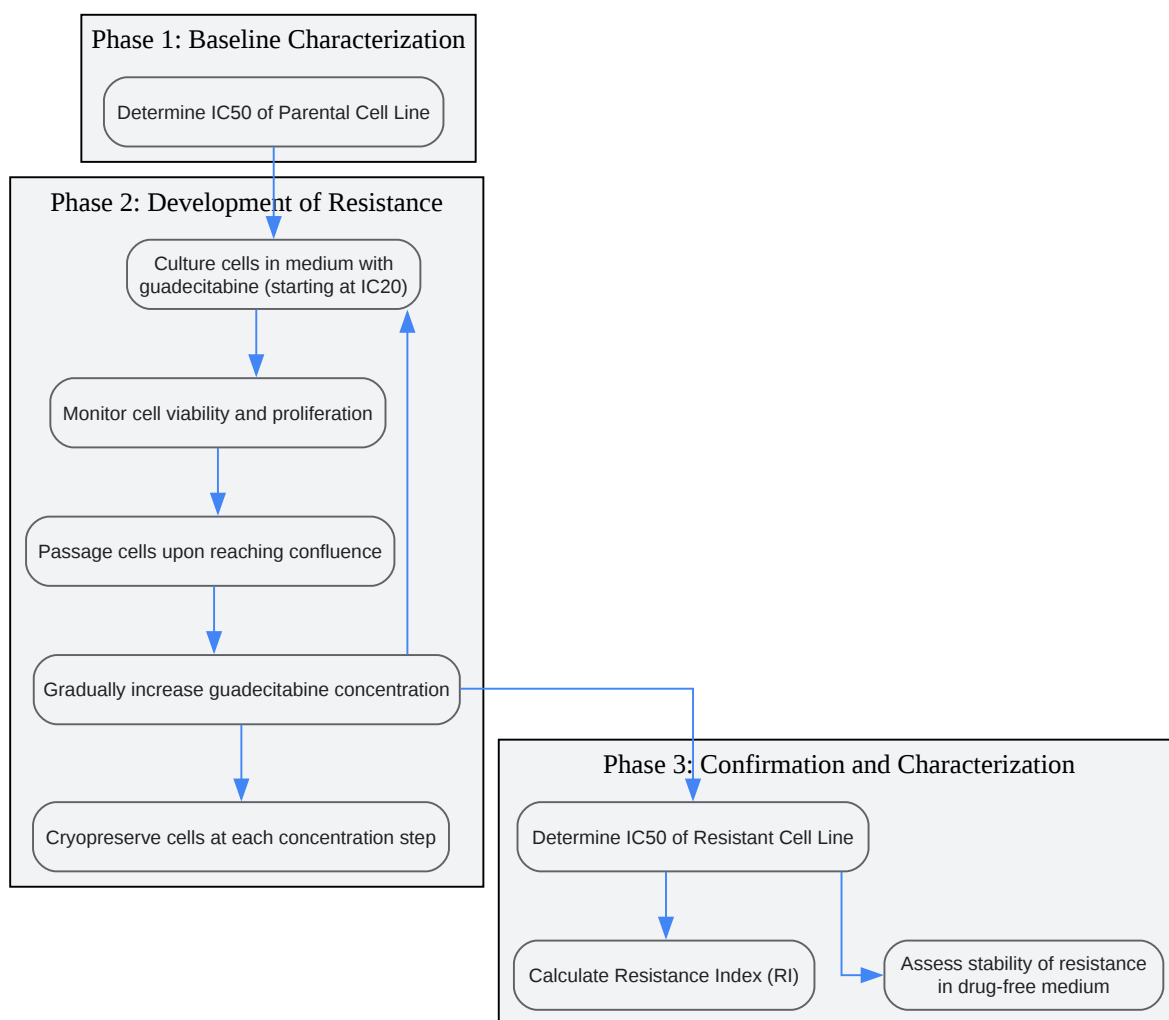 Phase 1: Baseline Characterization
Determine IC50 of Parental Cell Line
Phase 2: Development of Resistance
Culture cells in medium with
guadecitabine (starting at IC20)
Monitor cell viability and proliferation
Passage cells upon reaching confluence
Gradually increase guadecitabine concentration
Cryopreserve cells at each concentration step
Phase 3: Confirmation and Characterization
Determine IC50 of Resistant Cell Line
Calculate Resistance Index (RI)
Assess stability of resistance
in drug-free medium